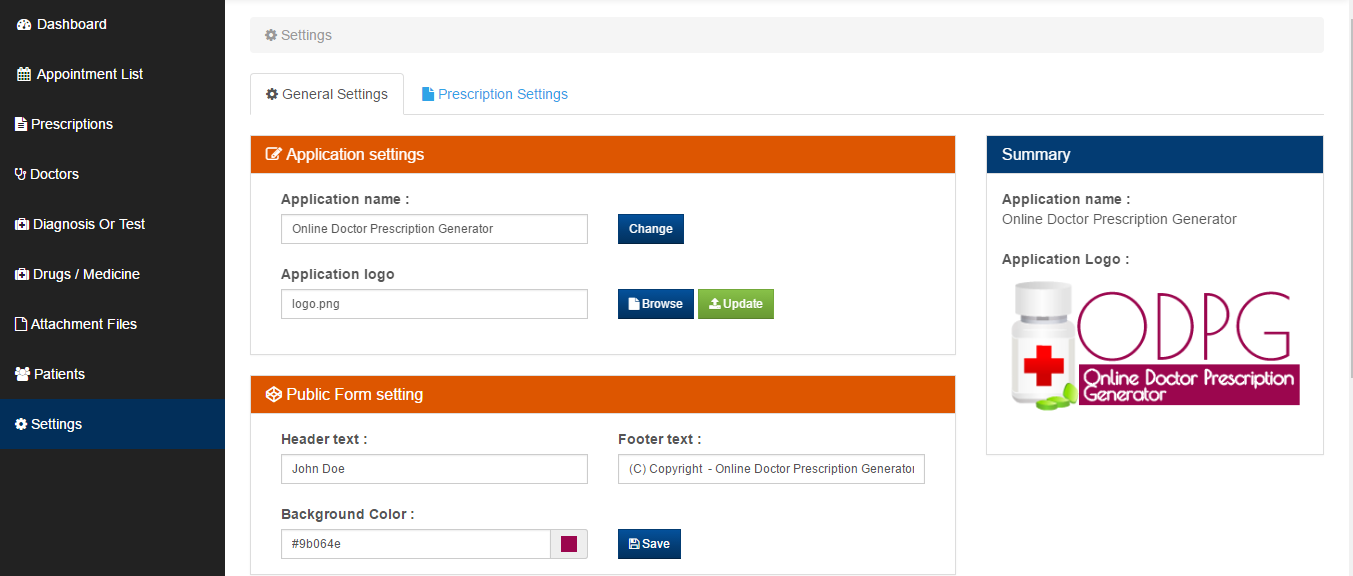 Dashboard
Appointment List
Prescriptions
Doctors
Diagnosis Or Test
Drugs / Medicine
Attachment Files
Patients
Settings
Settings
General Settings
Prescription Settings
Application settings
Application name :
Online Doctor Prescription Generator
Change
Application logo
logo.png
Browse
Update
Public Form setting
Header text :
Footer text :
John Doe
(C) Copyright - Online Doctor Prescription Generator
Background Color :
#9b064e
Save
Summary
Application name :
Online Doctor Prescription Generator
Application Logo :
ODPG
Online Doctor Prescription
Generator